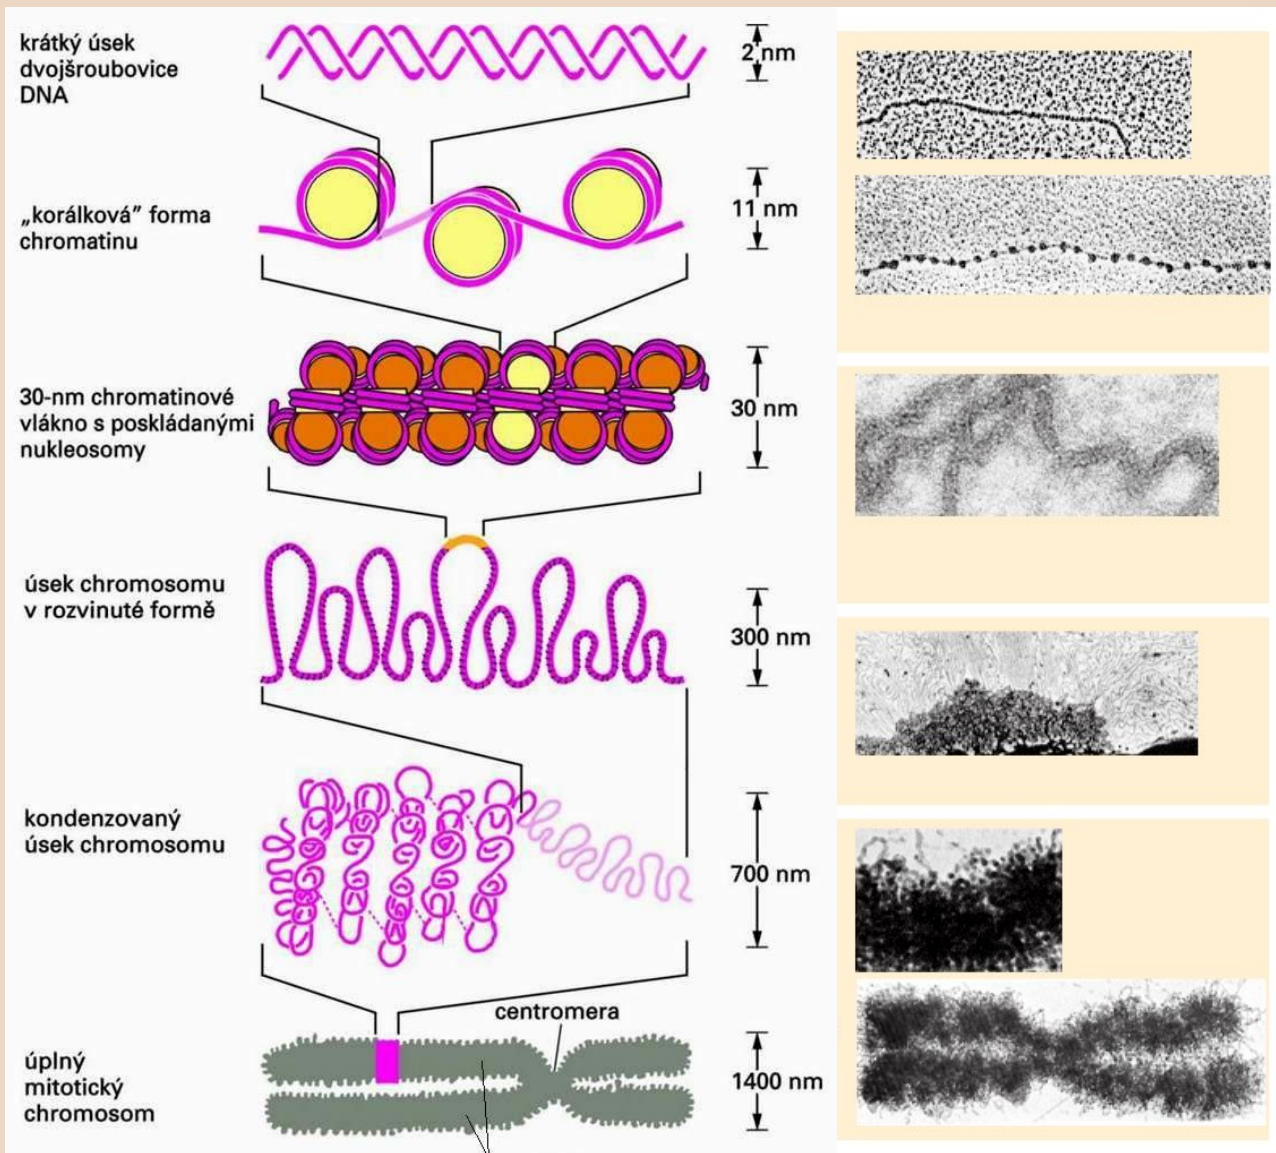 krátký úsek
dvojšroubovice
DNA
2 nm
„korálková” forma
chromatinu
11 nm
30-nm chromatinové
vlákno s poskládanými
nukleosomy
30 nm
úsek chromosomu
v rozvinuté formě
300 nm
kondenzovaný
úsek chromosomu
700 nm
centromera
úplný
mitotický
chromosom
1400 nm